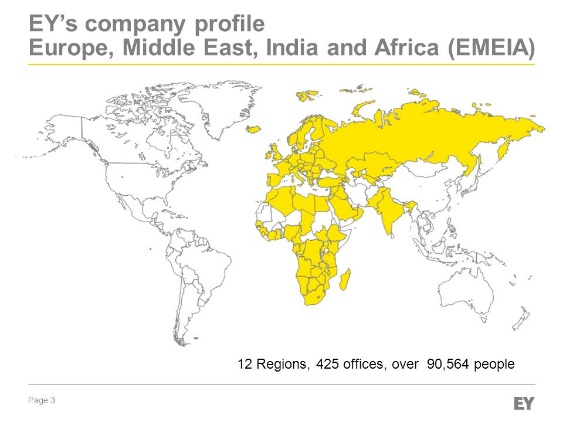 EY’s company profile
Europe, Middle East, India and Africa (EMEIA)
12 Regions, 425 offices, over 90,564 people
Page 3
EY